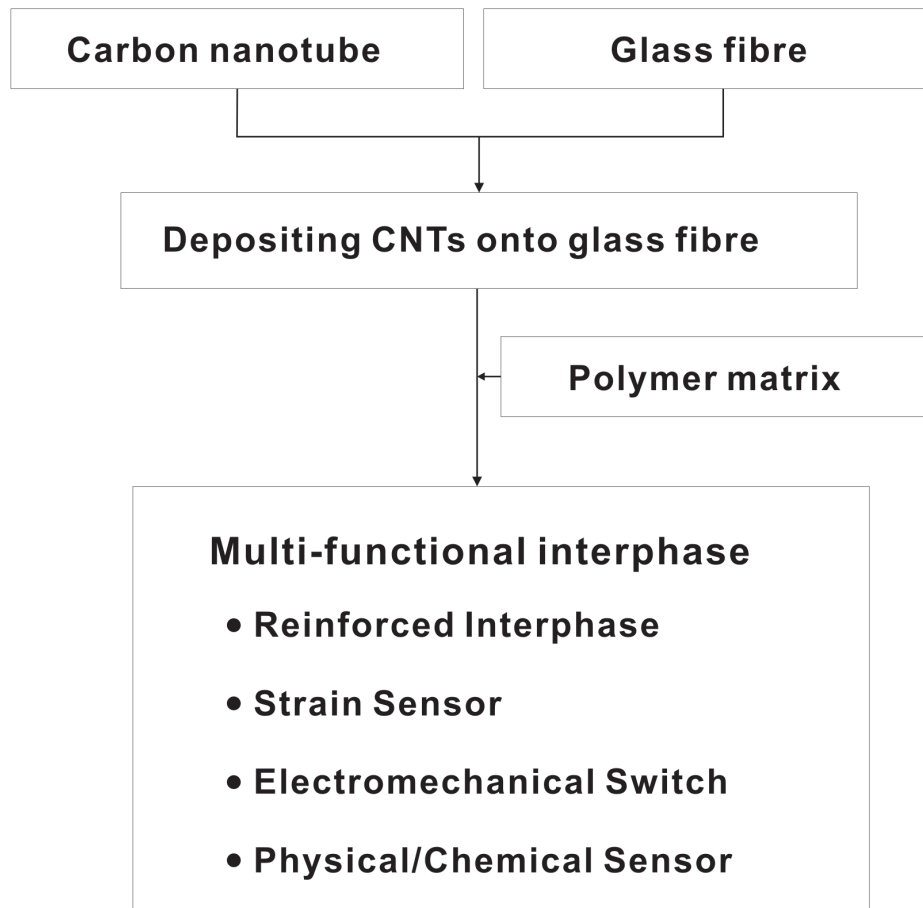 Carbon nanotube
Glass fibre
Depositing CNTs onto glass fibre
Polymer matrix
Multi-functional interphase
• Reinforced Interphase
• Strain Sensor
• Electromechanical Switch
• Physical/Chemical Sensor